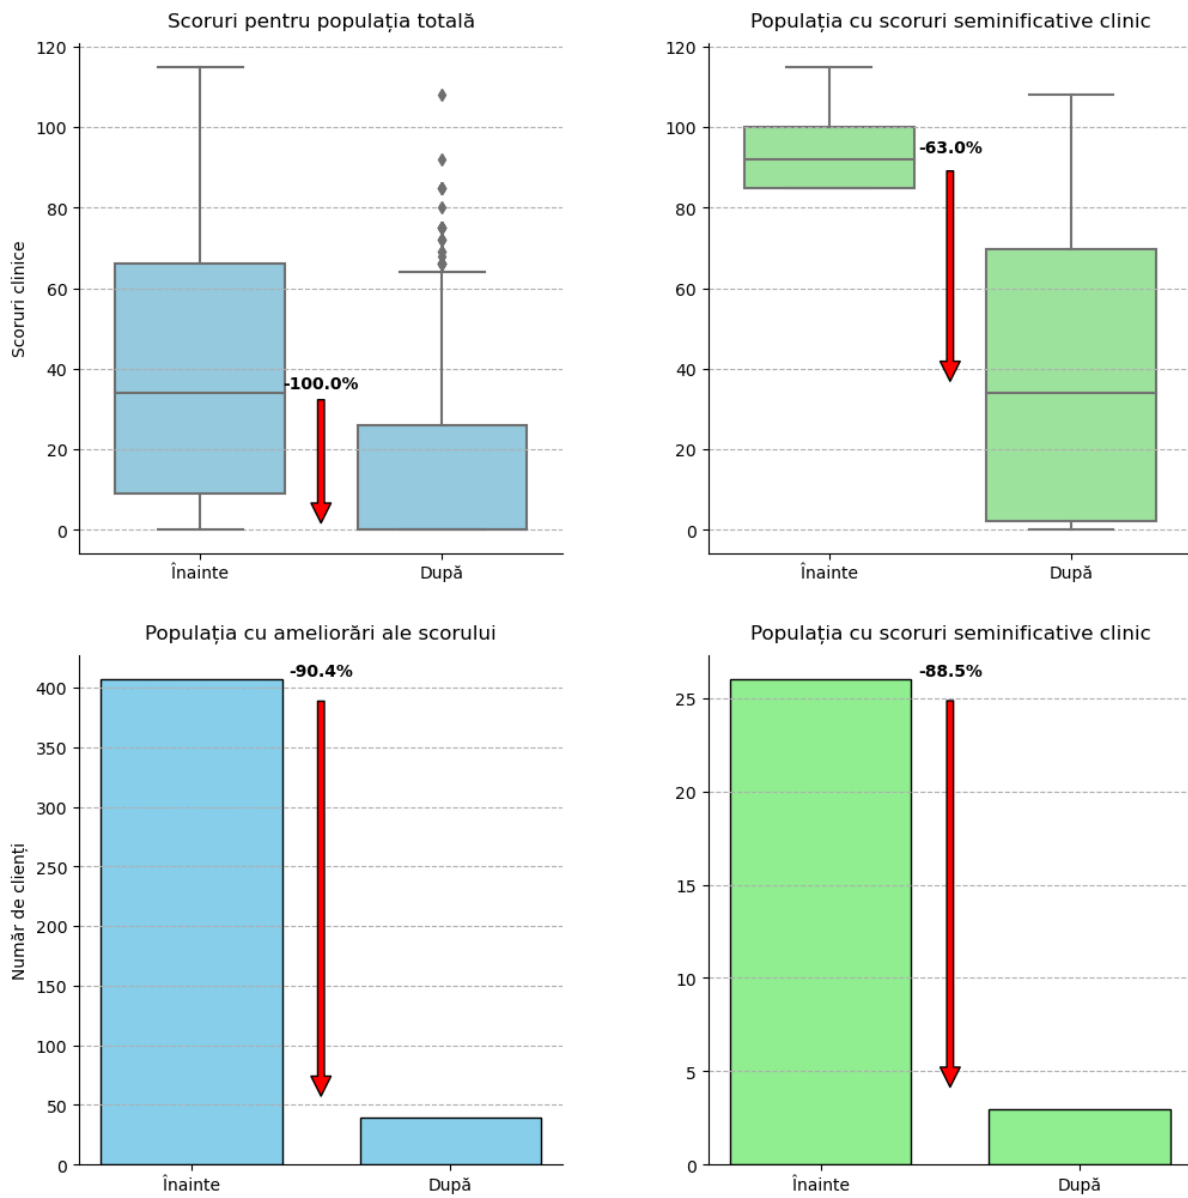 Scoruri pentru populația totală
120
100
80
60
40
20
0
Scoruri clinice
-100.0%
Înainte
După
Populația cu scoruri seminificative clinic
120
100
80
60
40
20
0
-63.0%
Înainte
După
Populația cu ameliorări ale scorului
400
350
300
250
200
150
100
50
0
Număr de clienți
-90.4%
Înainte
După
Populația cu scoruri seminificative clinic
25
20
15
10
5
0
-88.5%
Înainte
După